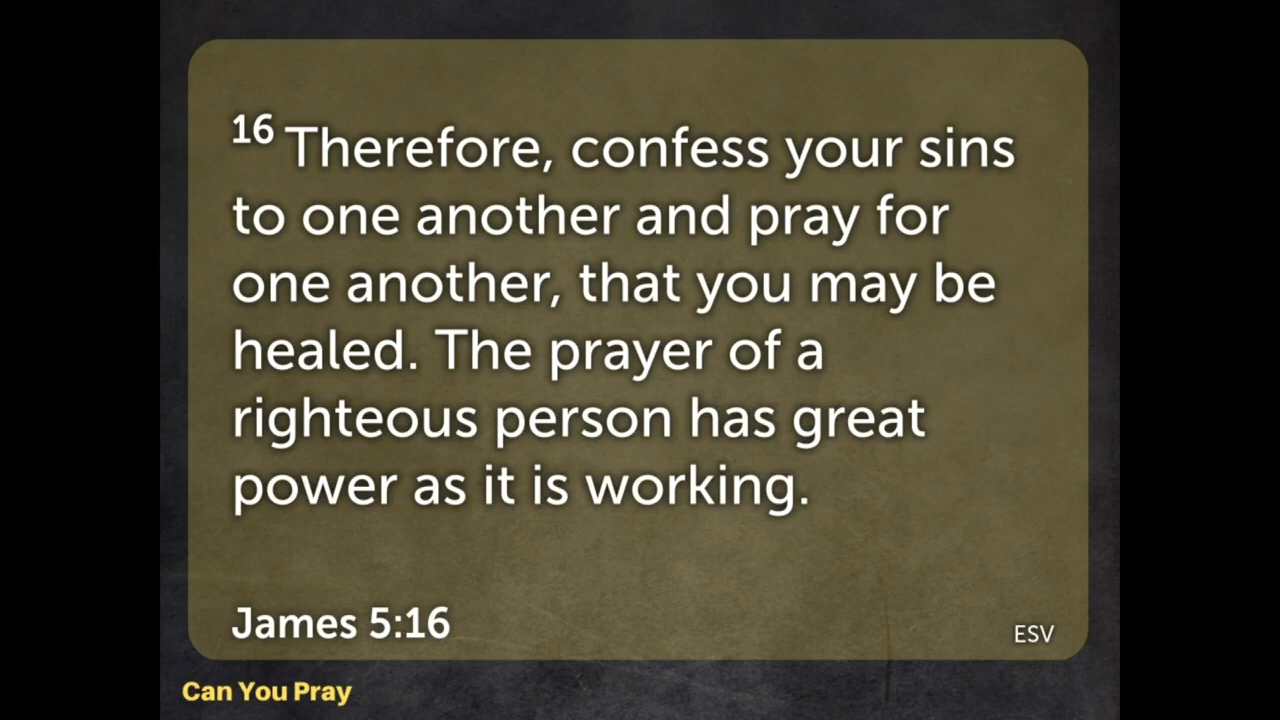 16 Therefore, confess your sins
to one another and pray for
one another, that you may be
healed. The prayer of a
righteous person has great
power as it is working.
James 5:16
ESV
Can You Pray